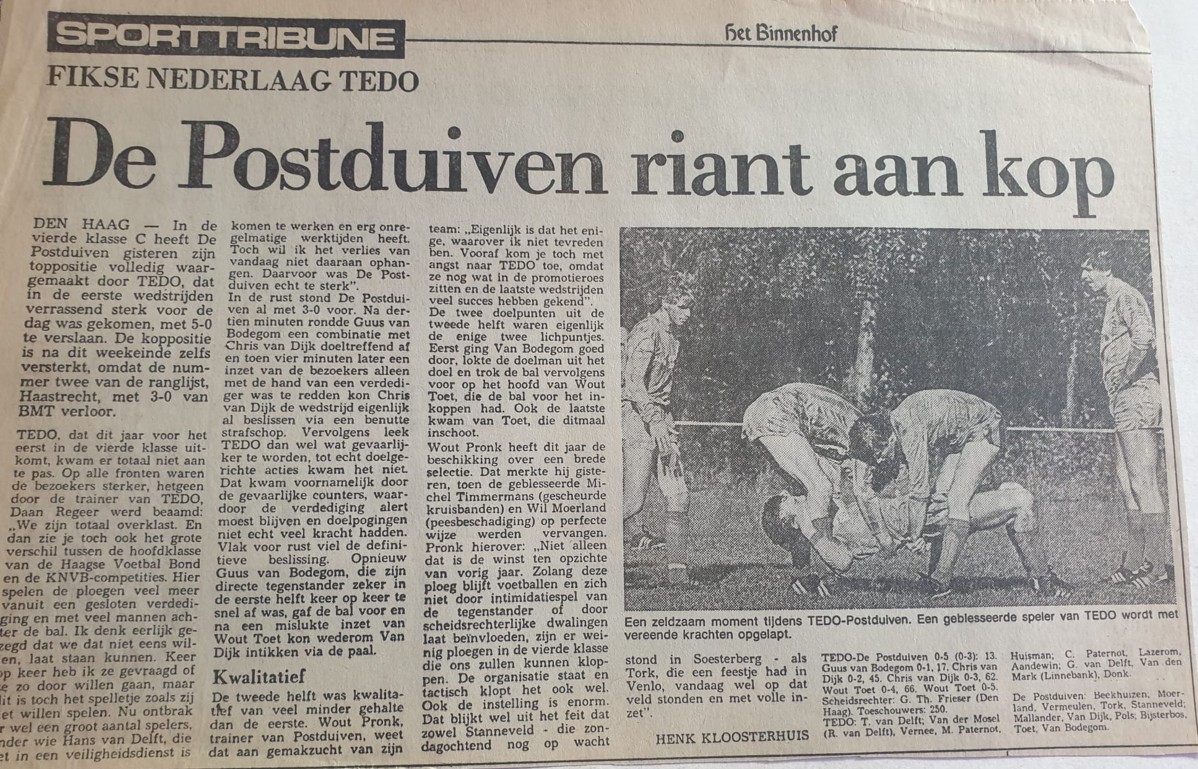 SPORTTRIBUNE
het Binnenhof
FIKSE NEDERLAAG TEDO
De Postduiven riant aan kop
DEN HAAG — In de
vierde klasse C heeft De
Postduiven gisteren zijn
toppositie volledig waar-
gemaakt door TEDO, dat
in de eerste wedstrijden
verrassend sterk voor de
dag was gekomen, met 5-0
te verslaan. De koppositie
is na dit weekeinde zelfs
versterkt, omdat de num-
mer twee van de ranglijst,
Haastrecht, met 3-0 van
BMT verloor.
TEDO, dat dit jaar voor het
eerst in de vierde klasse uit-
komt, kwam er totaal niet aan
te pas. Op alle fronten waren
de bezoekers sterker, hetgeen
door de trainer van TEDO,
Daan Regeer werd beaamd:
„We zijn totaal overklast. En
dan zie je toch ook het grote
verschil tussen de hoofdklasse
van de Haagse Voetbal Bond
en de KNVB-competities. Hier
spelen de ploegen veel meer
vanuit een gesloten verdedi-
ging en met veel mannen ach-
ter de bal. Ik denk eerlijk ge-
zegd dat we dat niet eens wil-
en, laat staan kunnen. Keer
op keer heb ik ze gevraagd of
ze zo door willen gaan, maar
dit is toch het spelletje zoals zij
et willen spelen. Nu ontbrak
r wel een groot aantal spelers,
nder wie Hans van Delft, die
et in een veiligheidsdienst is
komen te werken en erg onre-
gelmatige werktijden heeft.
Toch wil ik het verlies van
vandaag niet daaraan ophan-
gen. Daarvoor was De Post-
duiven echt te sterk".
In de rust stond De Postdui-
ven al met 3-0 voor. Na der-
tien minuten rondde Guus van
Bodegom een combinatie met
Chris van Dijk doeltreffend af
en toen vier minuten later een
inzet van de bezoekers alleen
met de hand van een verdedi-
ger was te redden kon Chris
van Dijk de wedstrijd eigenlijk
al beslissen via een benutte
strafschop. Vervolgens leek
TEDO dan wel wat gevaarlij-
ker te worden, tot echt doelge-
richte acties kwam het niet.
Dat kwam voornamelijk door
de gevaarlijke counters, waar-
door de verdediging alert
moest blijven en doelpogingen
niet echt veel kracht hadden.
Vlak voor rust viel de defini-
tieve beslissing. Opnieuw
Guus van Bodegom, die zijn
directe tegenstander zeker in
de eerste helft keer op keer te
snel af was, gaf de bal voor en
na een mislukte inzet van
Wout Toet kon wederom Van
Dijk intikken via de paal.
Kwalitatief
De tweede helft was kwalita-
tief van veel minder gehalte
dan de eerste. Wout Pronk,
trainer van Postduiven, weet
dat aan gemakzucht van zijn
team: „Eigenlijk is dat het eni-
ge, waarover ik niet tevreden
ben. Vooraf kom je toch met
angst naar TEDO toe, omdat
ze nog wat in de promotieroes
zitten en de laatste wedstrijden
veel succes hebben gekend".
De twee doelpunten uit de
tweede helft waren eigenlijk
de enige twee lichtpuntjes.
Eerst ging Van Bodegom goed
door, lokte de doelman uit het
doel en trok de bal vervolgens
voor op het hoofd van Wout
Toet, die de bal voor het in-
koppen had. Ook de laatste
kwam van Toet, die ditmaal
inschoot.
Wout Pronk heeft dit jaar de
beschikking over een brede
selectie. Dat merkte hij giste-
ren, toen de geblesseerde Mi-
chel Timmermans (gescheurde
kruisbanden) en Wil Moerland
(peesbeschadiging) op perfecte
wijze werden vervangen.
Pronk hierover: „Niet alleen
dat is de winst ten opzichte
van vorig jaar. Zolang deze
ploeg blijft voetballen en zich
niet door intimidatiespel van
de tegenstander of door
scheidsrechterlijke dwalingen
laat beïnvloeden, zijn er wei-
nig ploegen in de vierde klasse
die ons zullen kunnen klop-
pen. De organisatie staat en
tactisch klopt het ook wel.
Ook de instelling is enorm.
Dat blijkt wel uit het feit dat
zowel Stanneveld - die zon-
dagochtend nog op wacht
Een zeldzaam moment tijdens TEDO-Postduiven. Een geblesseerde speler van TEDO wordt met
vereende krachten opgelapt.
stond in Soesterberg - als
Tork, die een feestje had in
Venlo, vandaag wel op dat
veld stonden en met volle in-
zet".
HENK KLOOSTERHUIS
TEDO-De Postduiven 0-5 (0-3): 13.
Guus van Bodegom 0-1, 17. Chris van
Dijk 0-2, 45. Chris van Dijk 0-3, 62.
Wout Toet 0-4, 66. Wout Toet 0-5.
Scheidsrechter: G. Th. Frieser (Den
Haag). Toeschouwers: 250.
TEDO: T. van Delft; Van der Mosel
(R. van Delft), Vernee, M. Paternot,
Huisman; C. Paternot, Lazerom,
Aandewin; G. van Delft, Van den
Mark (Linnebank), Donk.
De Postduiven: Beekhuizen, Moer-
land, Vermeulen, Tork, Stanneveld;
Mallander, Van Dijk, Pols; Bijsterbos,
Toet, Van Bodegom.